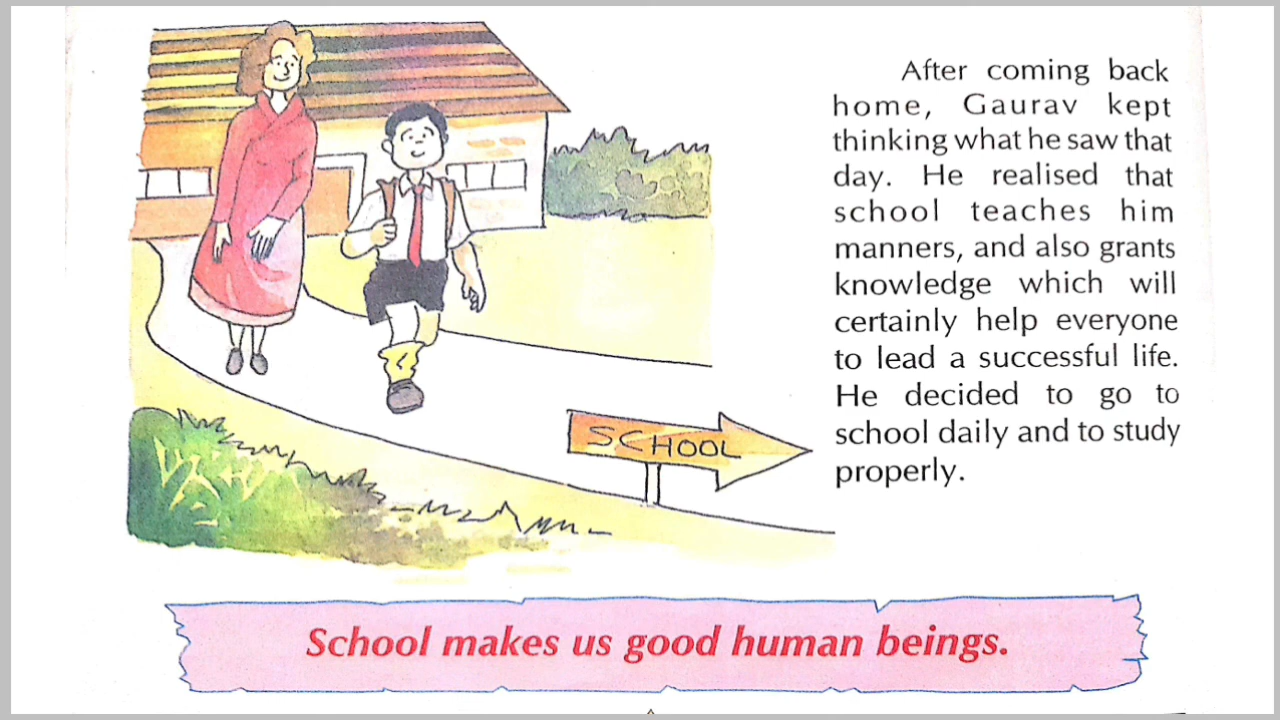 After coming back
home, Gaurav kept
thinking what he saw that
day. He realised that
school teaches him
manners, and also grants
knowledge which will
certainly help everyone
to lead a successful life.
He decided to go to
school daily and to study
properly.
SCHOOL
School makes us good human beings.